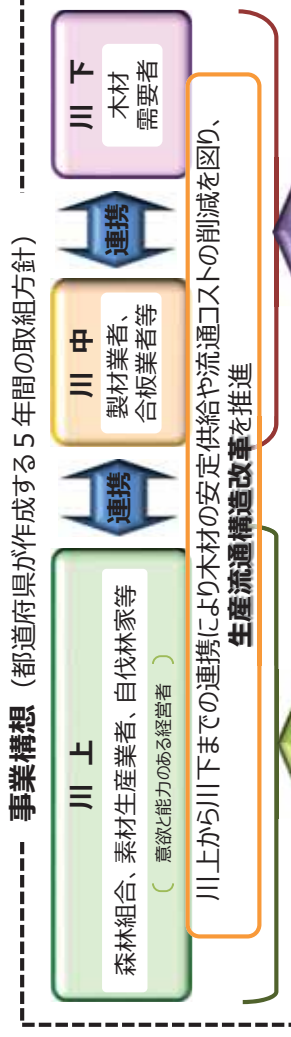 事業構想（都道府県が作成する５年間の取組方針）
川 上
森林組合、素材生産業者、自伐林家等
（ 意欲と能力のある経営者 ）
連携
川 中
製材業者、
合板業者等
連携
川 下
木材
需要者
川上から川下までの連携により木材の安定供給や流通コストの削減を図り、
生産流通構造改革を推進